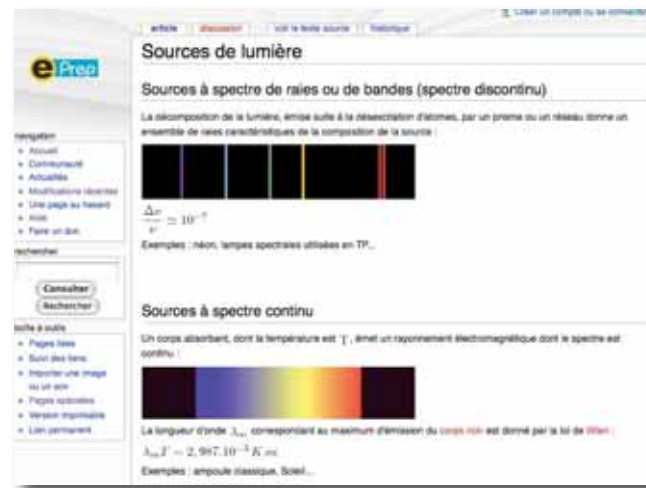 Créer un compte ou se connecter
article discussion voir le texte source historique
ePrep
Sources de lumière
Sources à spectre de raies ou de bandes (spectre discontinu)
La décomposition de la lumière, émise suite à la désexcitation d'atomes, par un prisme ou un réseau donne un
ensemble de raies caractéristiques de la composition de la source :
Δν/ν ≃ 10⁻⁷
Exemples : néon, lampes spectrales utilisées en TP...
Sources à spectre continu
Un corps absorbant, dont la température est T, émet un rayonnement électromagnétique dont le spectre est
continu :
La longueur d'onde λm correspondant au maximum d'émission du corps noir est donné par la loi de Wien :
λmT = 2,987.10⁻³ K.m
Exemples : ampoule classique, Soleil...
navigation
Accueil
Communauté
Actualités
Modifications récentes
Une page au hasard
Aide
Faire un don
rechercher
Consulter
Rechercher
boîte à outils
Pages liées
Suivi des liens
Importer une image
ou un son
Pages spéciales
Version imprimable
Lien permanent